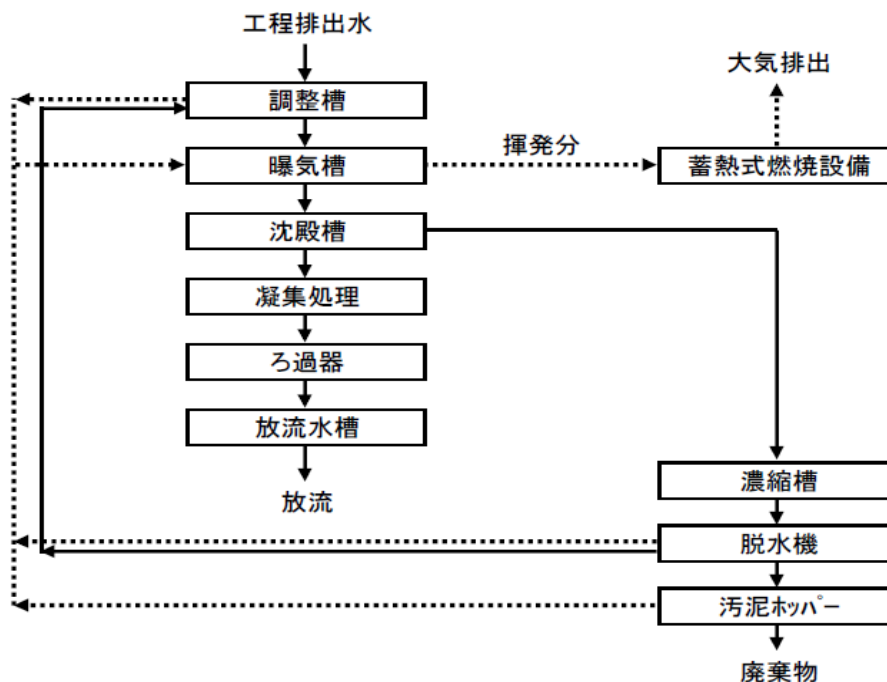 工程排出水
大気排出
調整槽
曝気槽
揮発分
蓄熱式燃焼設備
沈殿槽
凝集処理
ろ過器
放流水槽
放流
濃縮槽
脱水機
汚泥ﾎｯﾊﾟｰ
廃棄物